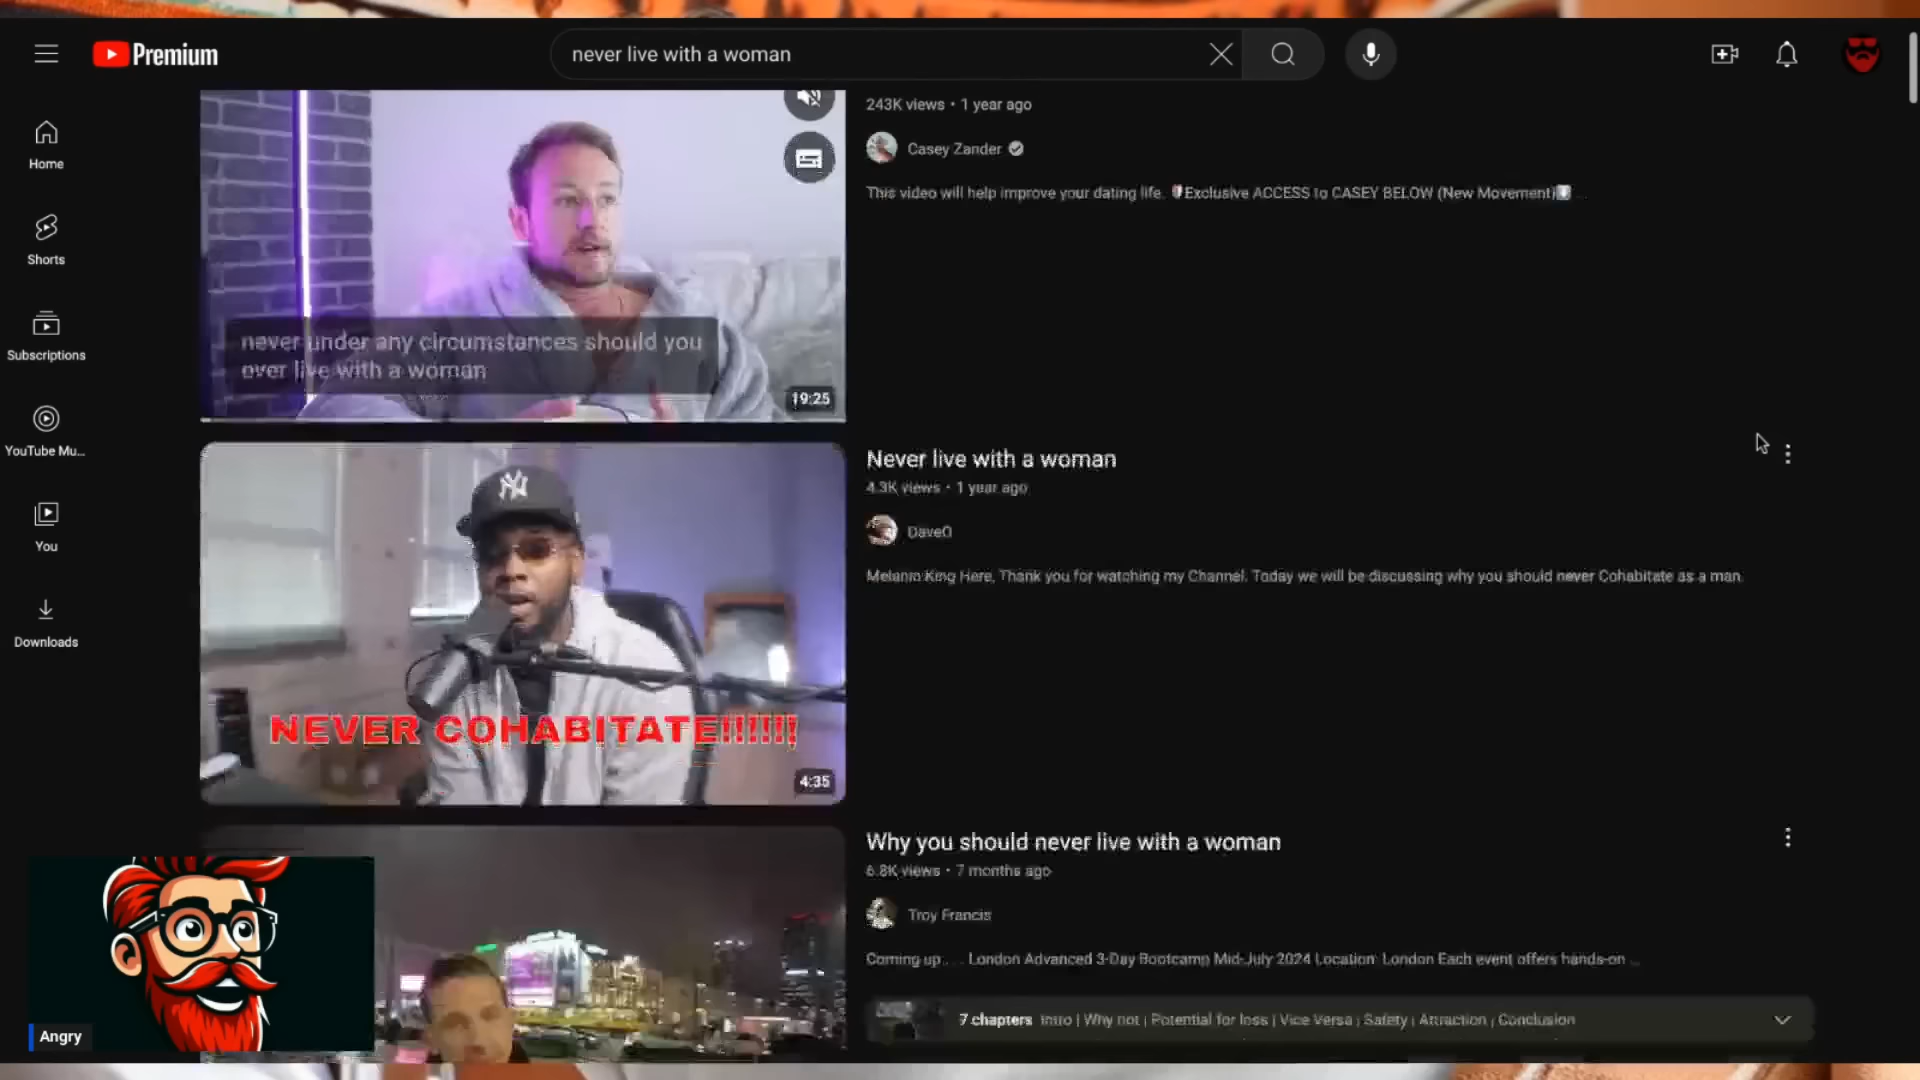 Premium
never live with a woman
243K views • 1 year ago
Home
Casey Zander
This video will help improve your dating life. Exclusive ACCESS to CASEY BELOW (New Movement) ...
Shorts
Subscriptions
never under any circumstances should you
ever live with a woman
19:25
YouTube Mu...
Never live with a woman
4.3K views • 1 year ago
NY
You
DaveO
Melanin King Here, Thank you for watching my Channel. Today we will be discussing why you should never Cohabitate as a man.
Downloads
NEVER COHABITATE!!!!!!
4:35
Why you should never live with a woman
6.8K views • 7 months ago
Troy Francis
Coming up... London Advanced 3-Day Bootcamp Mid-July 2024 Location: London Each event offers hands-on ...
7 chapters Intro | Why not | Potential for loss | Vice Versa | Safety | Attraction | Conclusion
Angry